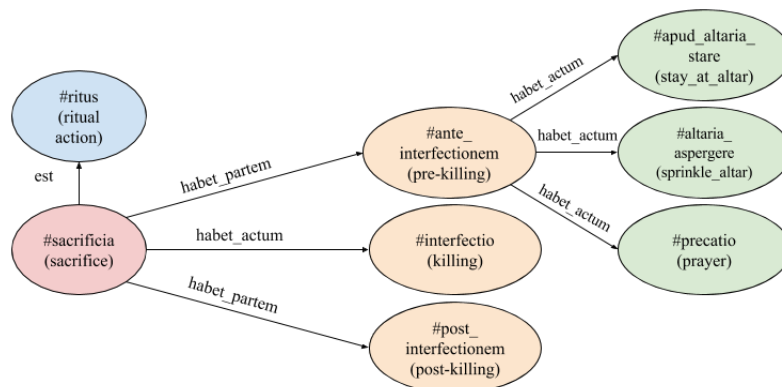 #ritus
(ritual
action)
est
#sacrificia
(sacrifice)
habet_partem
habet_actum
habet_partem
#ante_
interfectionem
(pre-killing)
#interfectio
(killing)
#post_
interfectionem
(post-killing)
habet_actum
habet_actum
habet_actum
#apud_altaria_
stare
(stay_at_altar)
#altaria_
aspergere
(sprinkle_altar)
#precatio
(prayer)